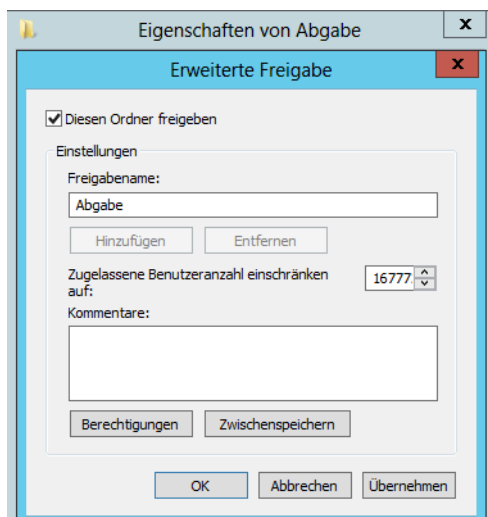 Eigenschaften von Abgabe
x
Erweiterte Freigabe
x
Diesen Ordner freigeben
Einstellungen
Freigabename:
Abgabe
Hinzufügen Entfernen
Zugelassene Benutzeranzahl einschränken
auf:
16777
Kommentare:
Berechtigungen Zwischenspeichern
OK Abbrechen Übernehmen